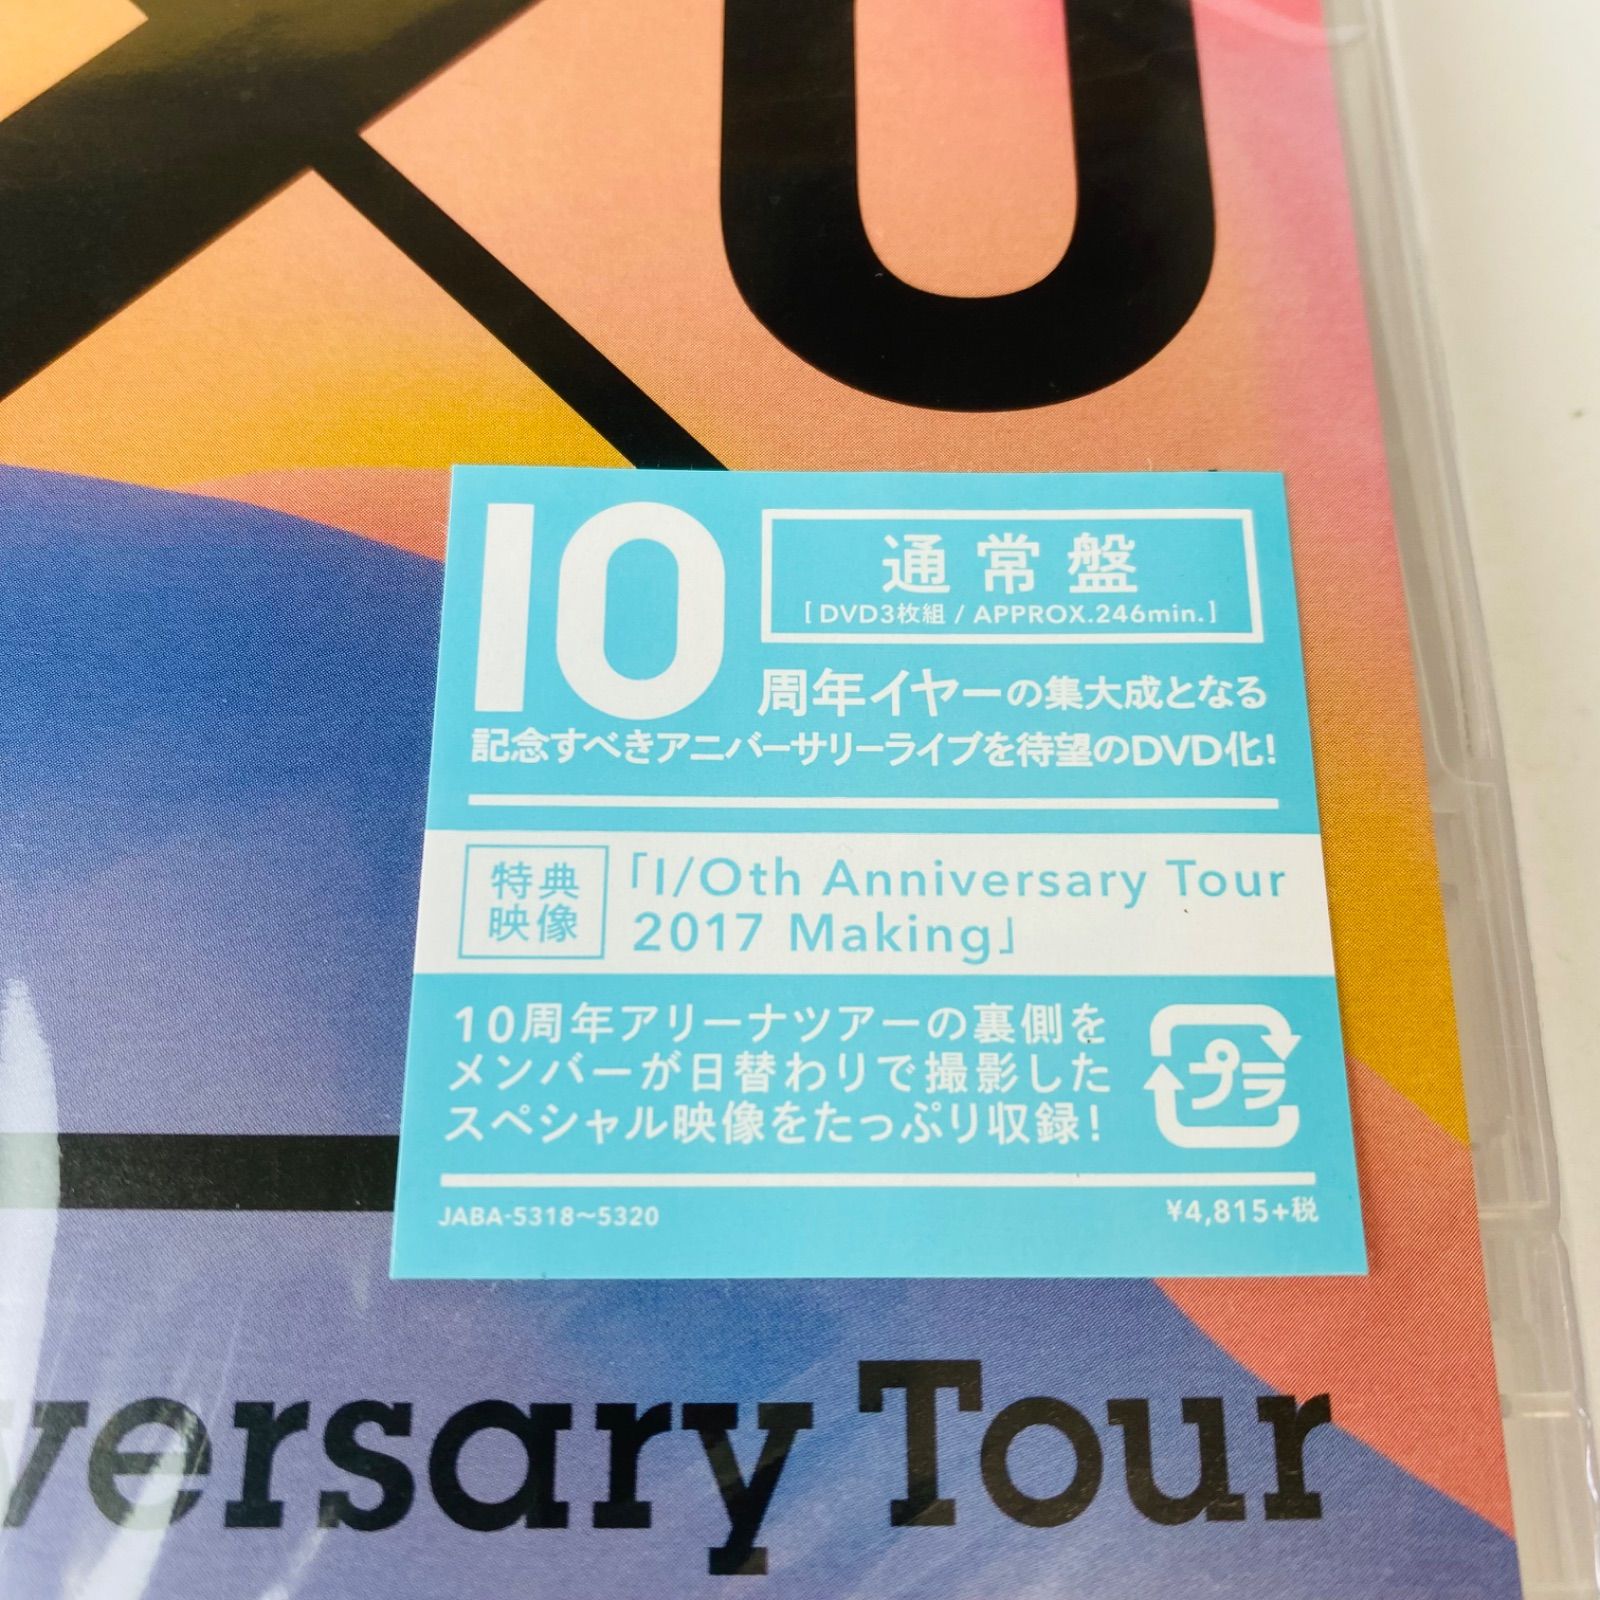 10
通常盤
[ DVD3枚組 / APPROX.246min. ]
周年イヤーの集大成となる
記念すべきアニバーサリーライブを待望のDVD化!
特典
映像
「I/Oth Anniversary Tour
2017 Making」
10周年アリーナツアーの裏側を
メンバーが日替わりで撮影した
スペシャル映像をたっぷり収録!
プラ
JABA-5318~5320
¥4,815+税
versary Tour